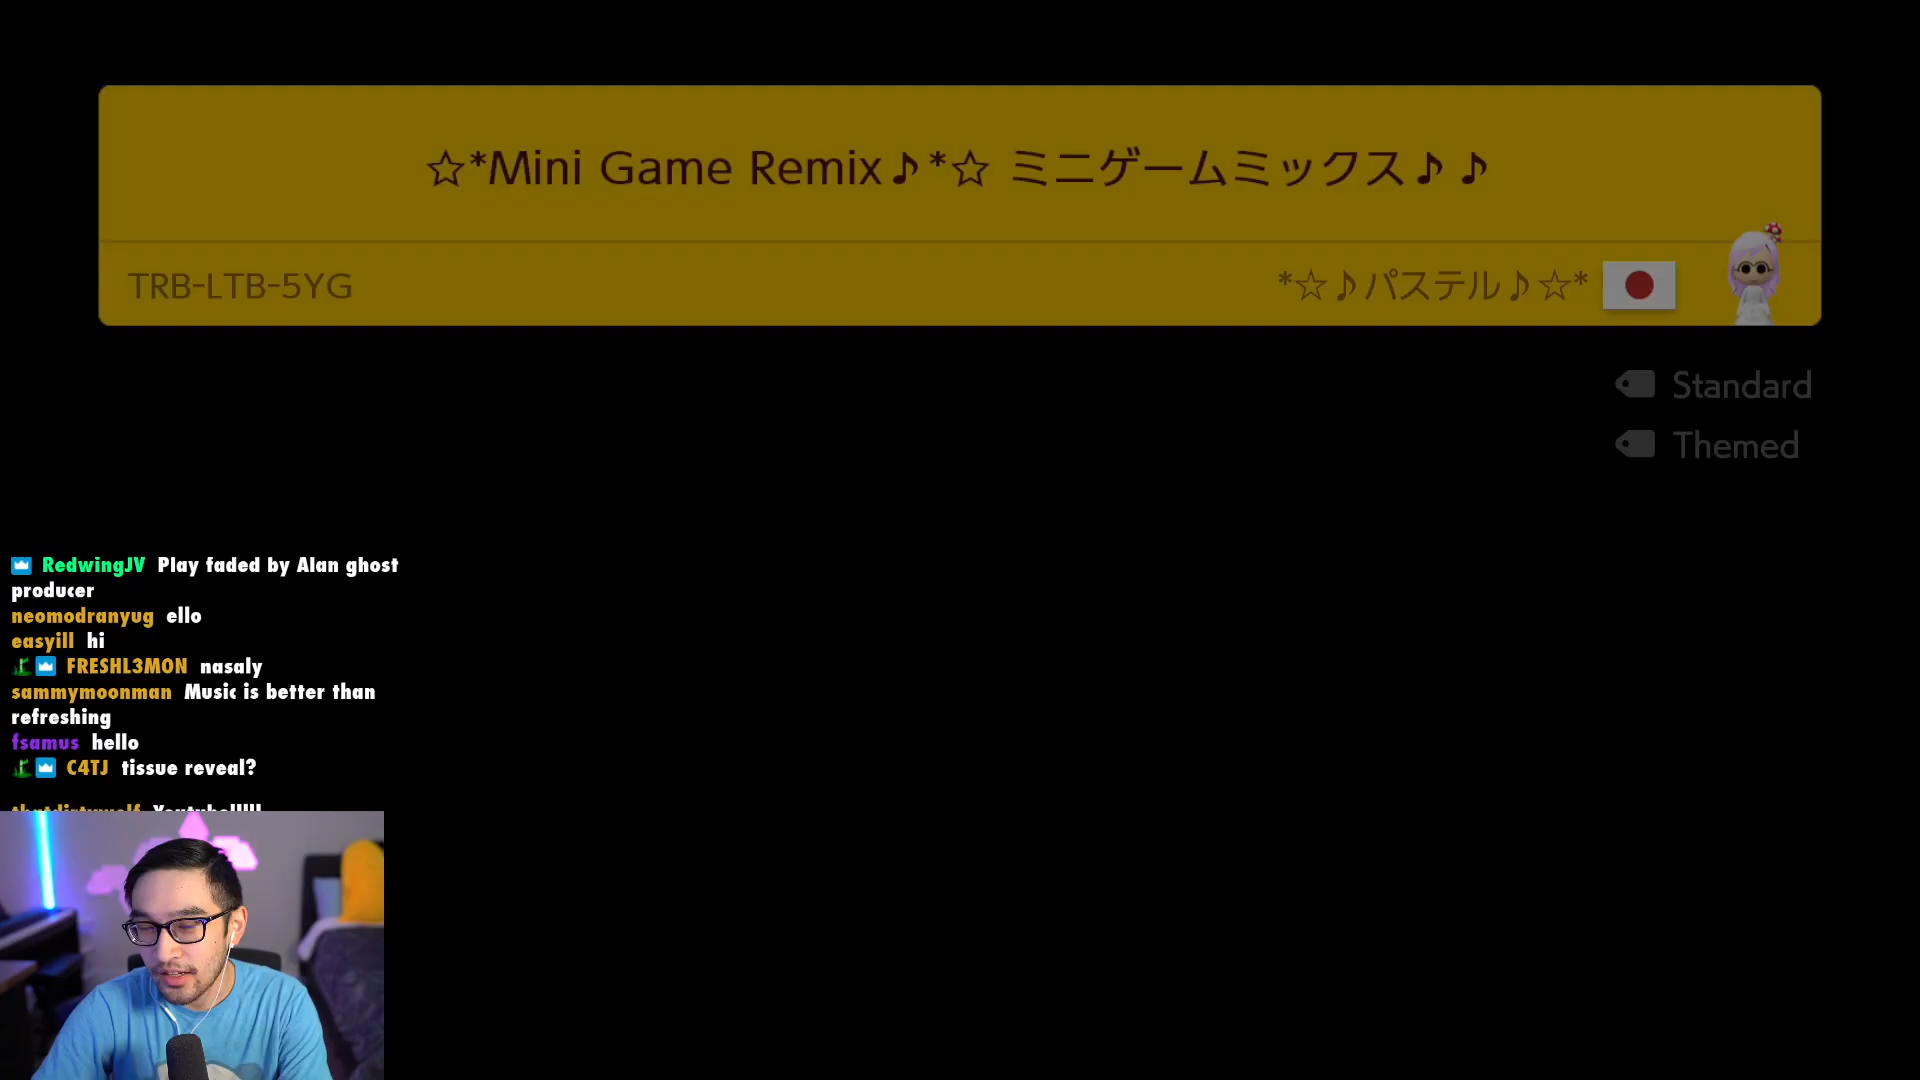 ☆*Mini Game Remix♪*☆ ミニゲームミックス♪♪
TRB-LTB-5YG
*☆♪パステル♪☆*
Standard
Themed
RedwingJV Play faded by Alan ghost
producer
neomodranyug ello
easyill hi
FRESHL3MON nasaly
sammymoonman Music is better than
refreshing
fsamus hello
C4TJ tissue reveal?